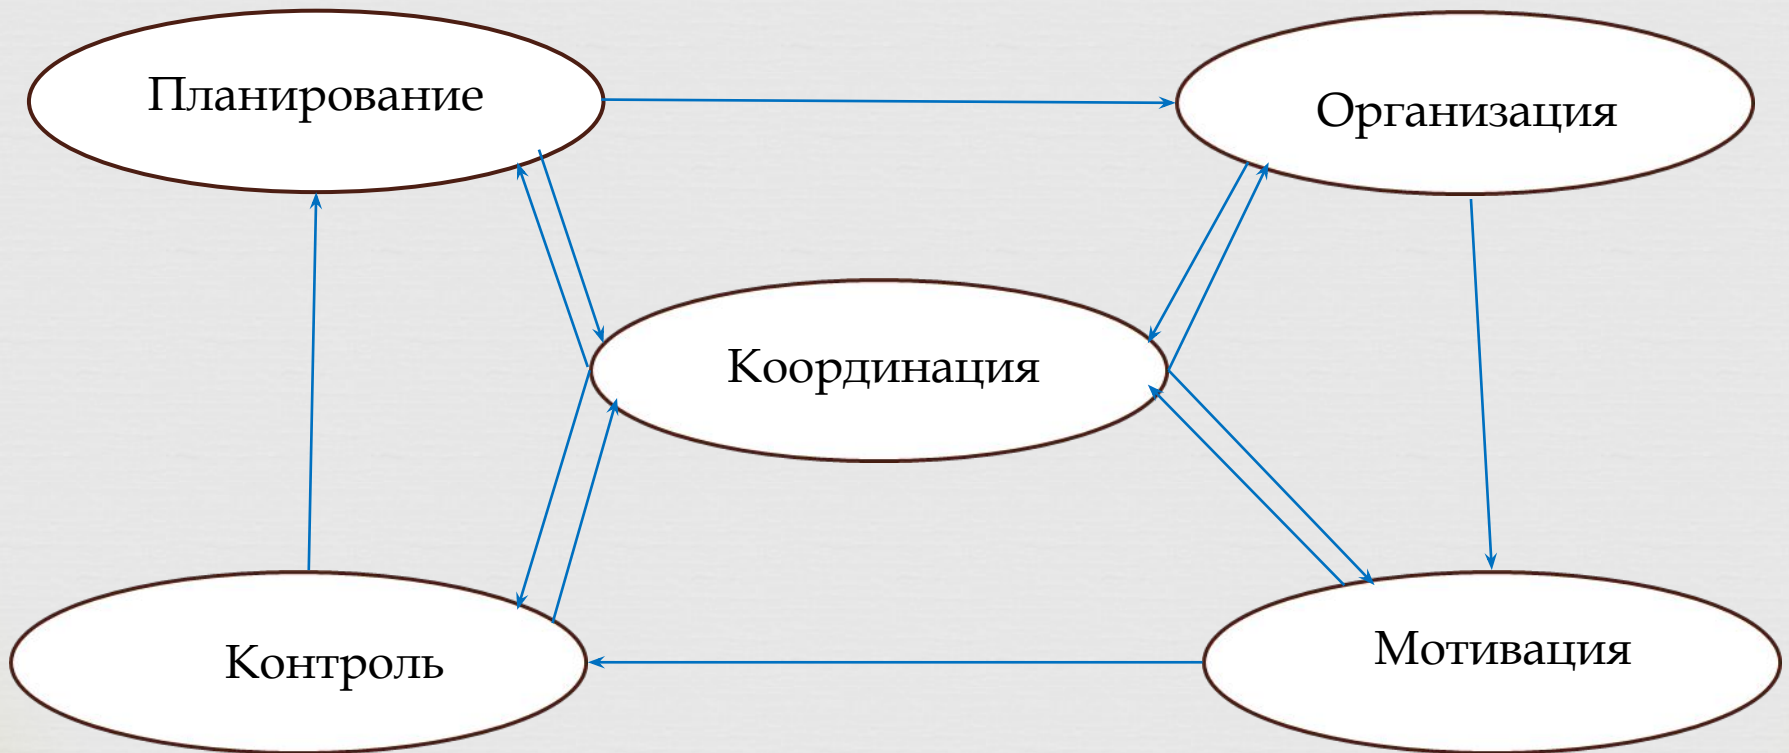 Планирование
Организация
Координация
Контроль
Мотивация